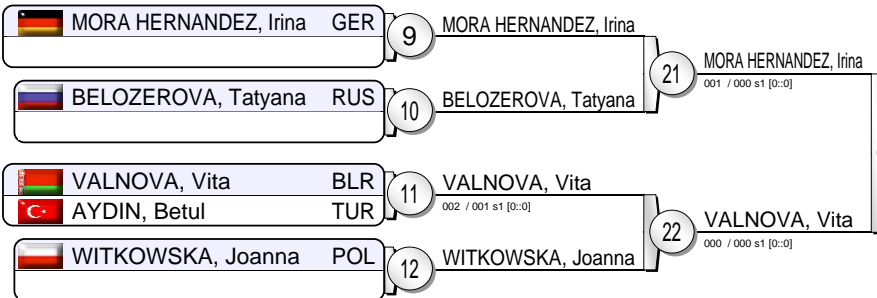 MORA HERNANDEZ, Irina GER
9
MORA HERNANDEZ, Irina
BELOZEROVA, Tatyana RUS
10
BELOZEROVA, Tatyana
21
MORA HERNANDEZ, Irina
001 / 000 s1 [0::0]
VALNOVA, Vita BLR
AYDIN, Betul TUR
11
VALNOVA, Vita
002 / 001 s1 [0::0]
WITKOWSKA, Joanna POL
12
WITKOWSKA, Joanna
22
VALNOVA, Vita
000 / 000 s1 [0::0]